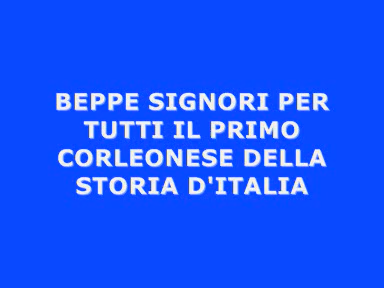 BEPPE SIGNORI PER
TUTTI IL PRIMO
CORLEONESE DELLA
STORIA D'ITALIA